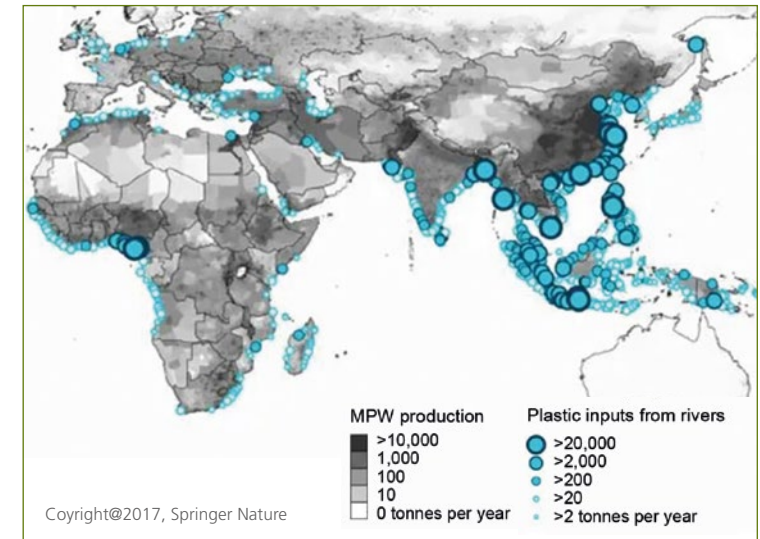 MPW production
>10,000
1,000
100
10
0 tonnes per year
Plastic inputs from rivers
>20,000
>2,000
>200
>20
>2 tonnes per year
Coyright@2017, Springer Nature